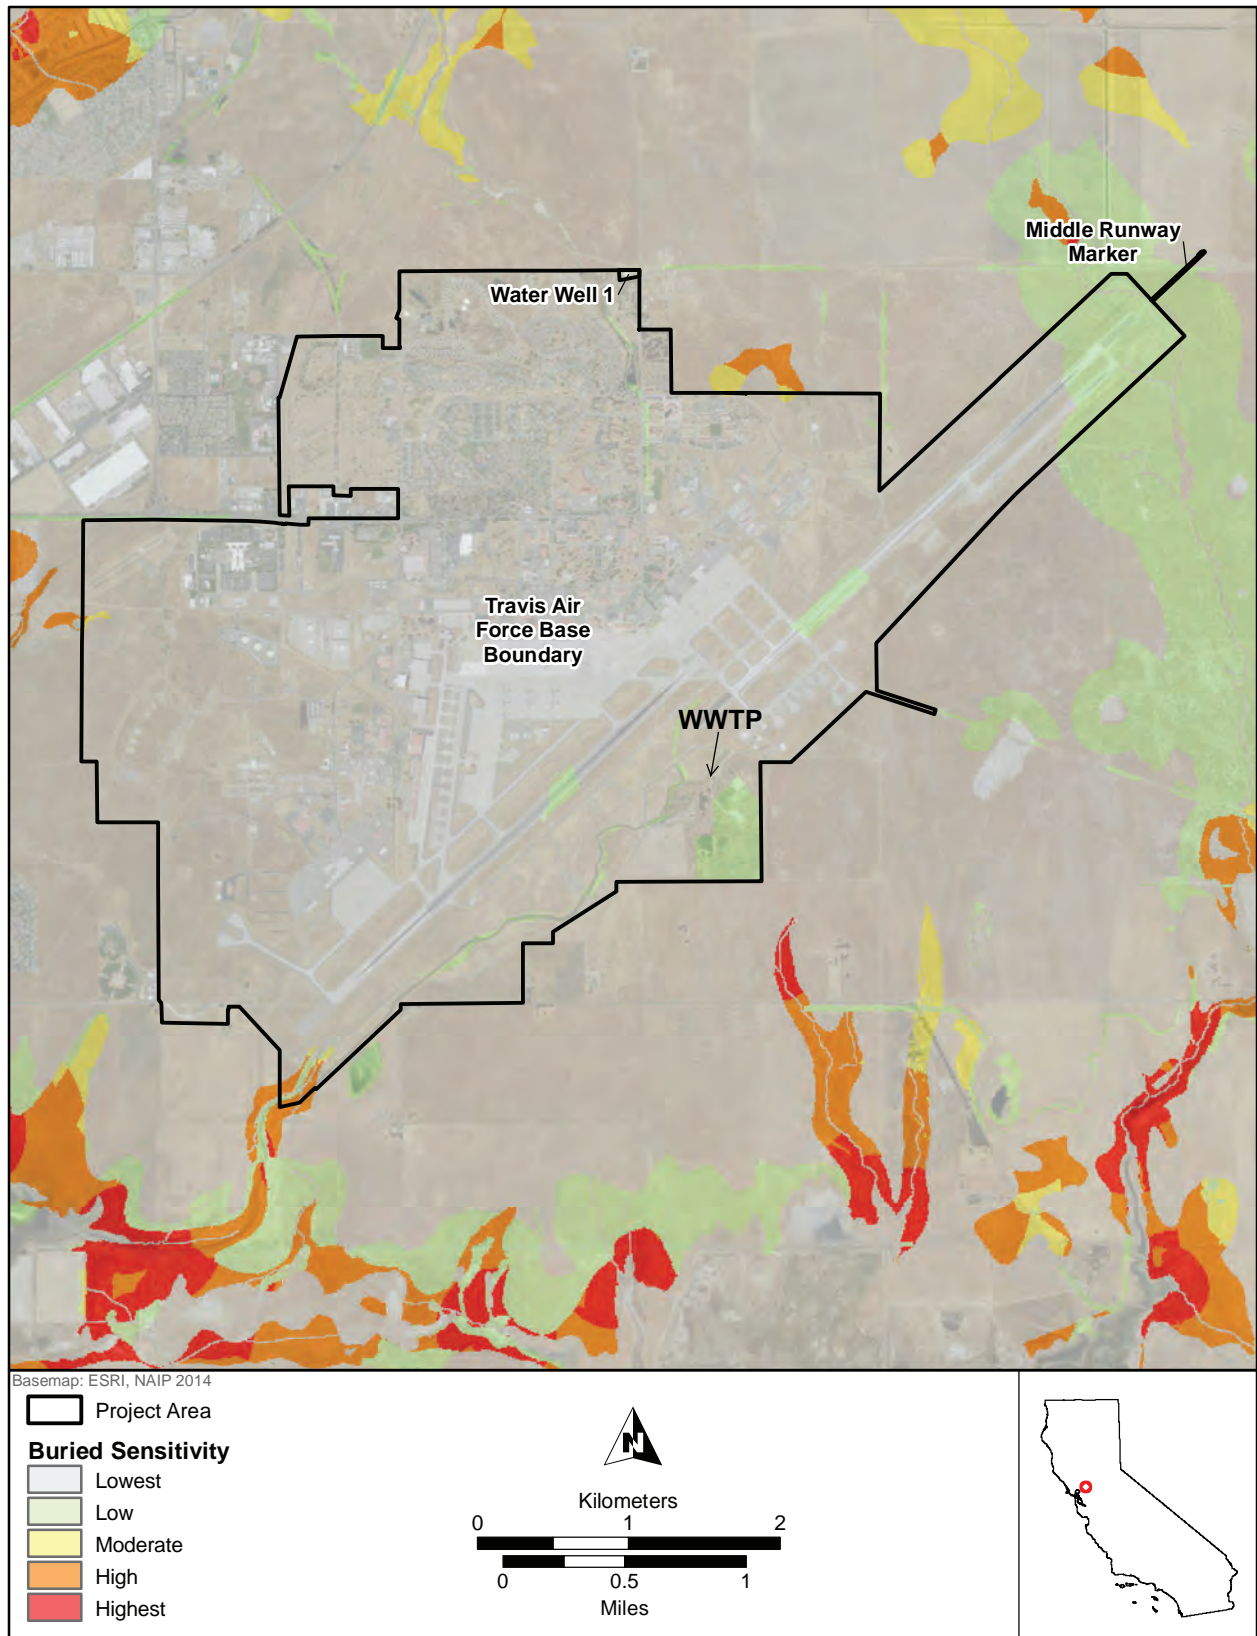 Middle Runway
Marker
Water Well 1
Travis Air
Force Base
Boundary
WWTP
Basemap: ESRI, NAIP 2014
Project Area
Buried Sensitivity
Lowest
Low
Moderate
High
Highest
N
Kilometers
0 1 2
0 0.5 1
Miles